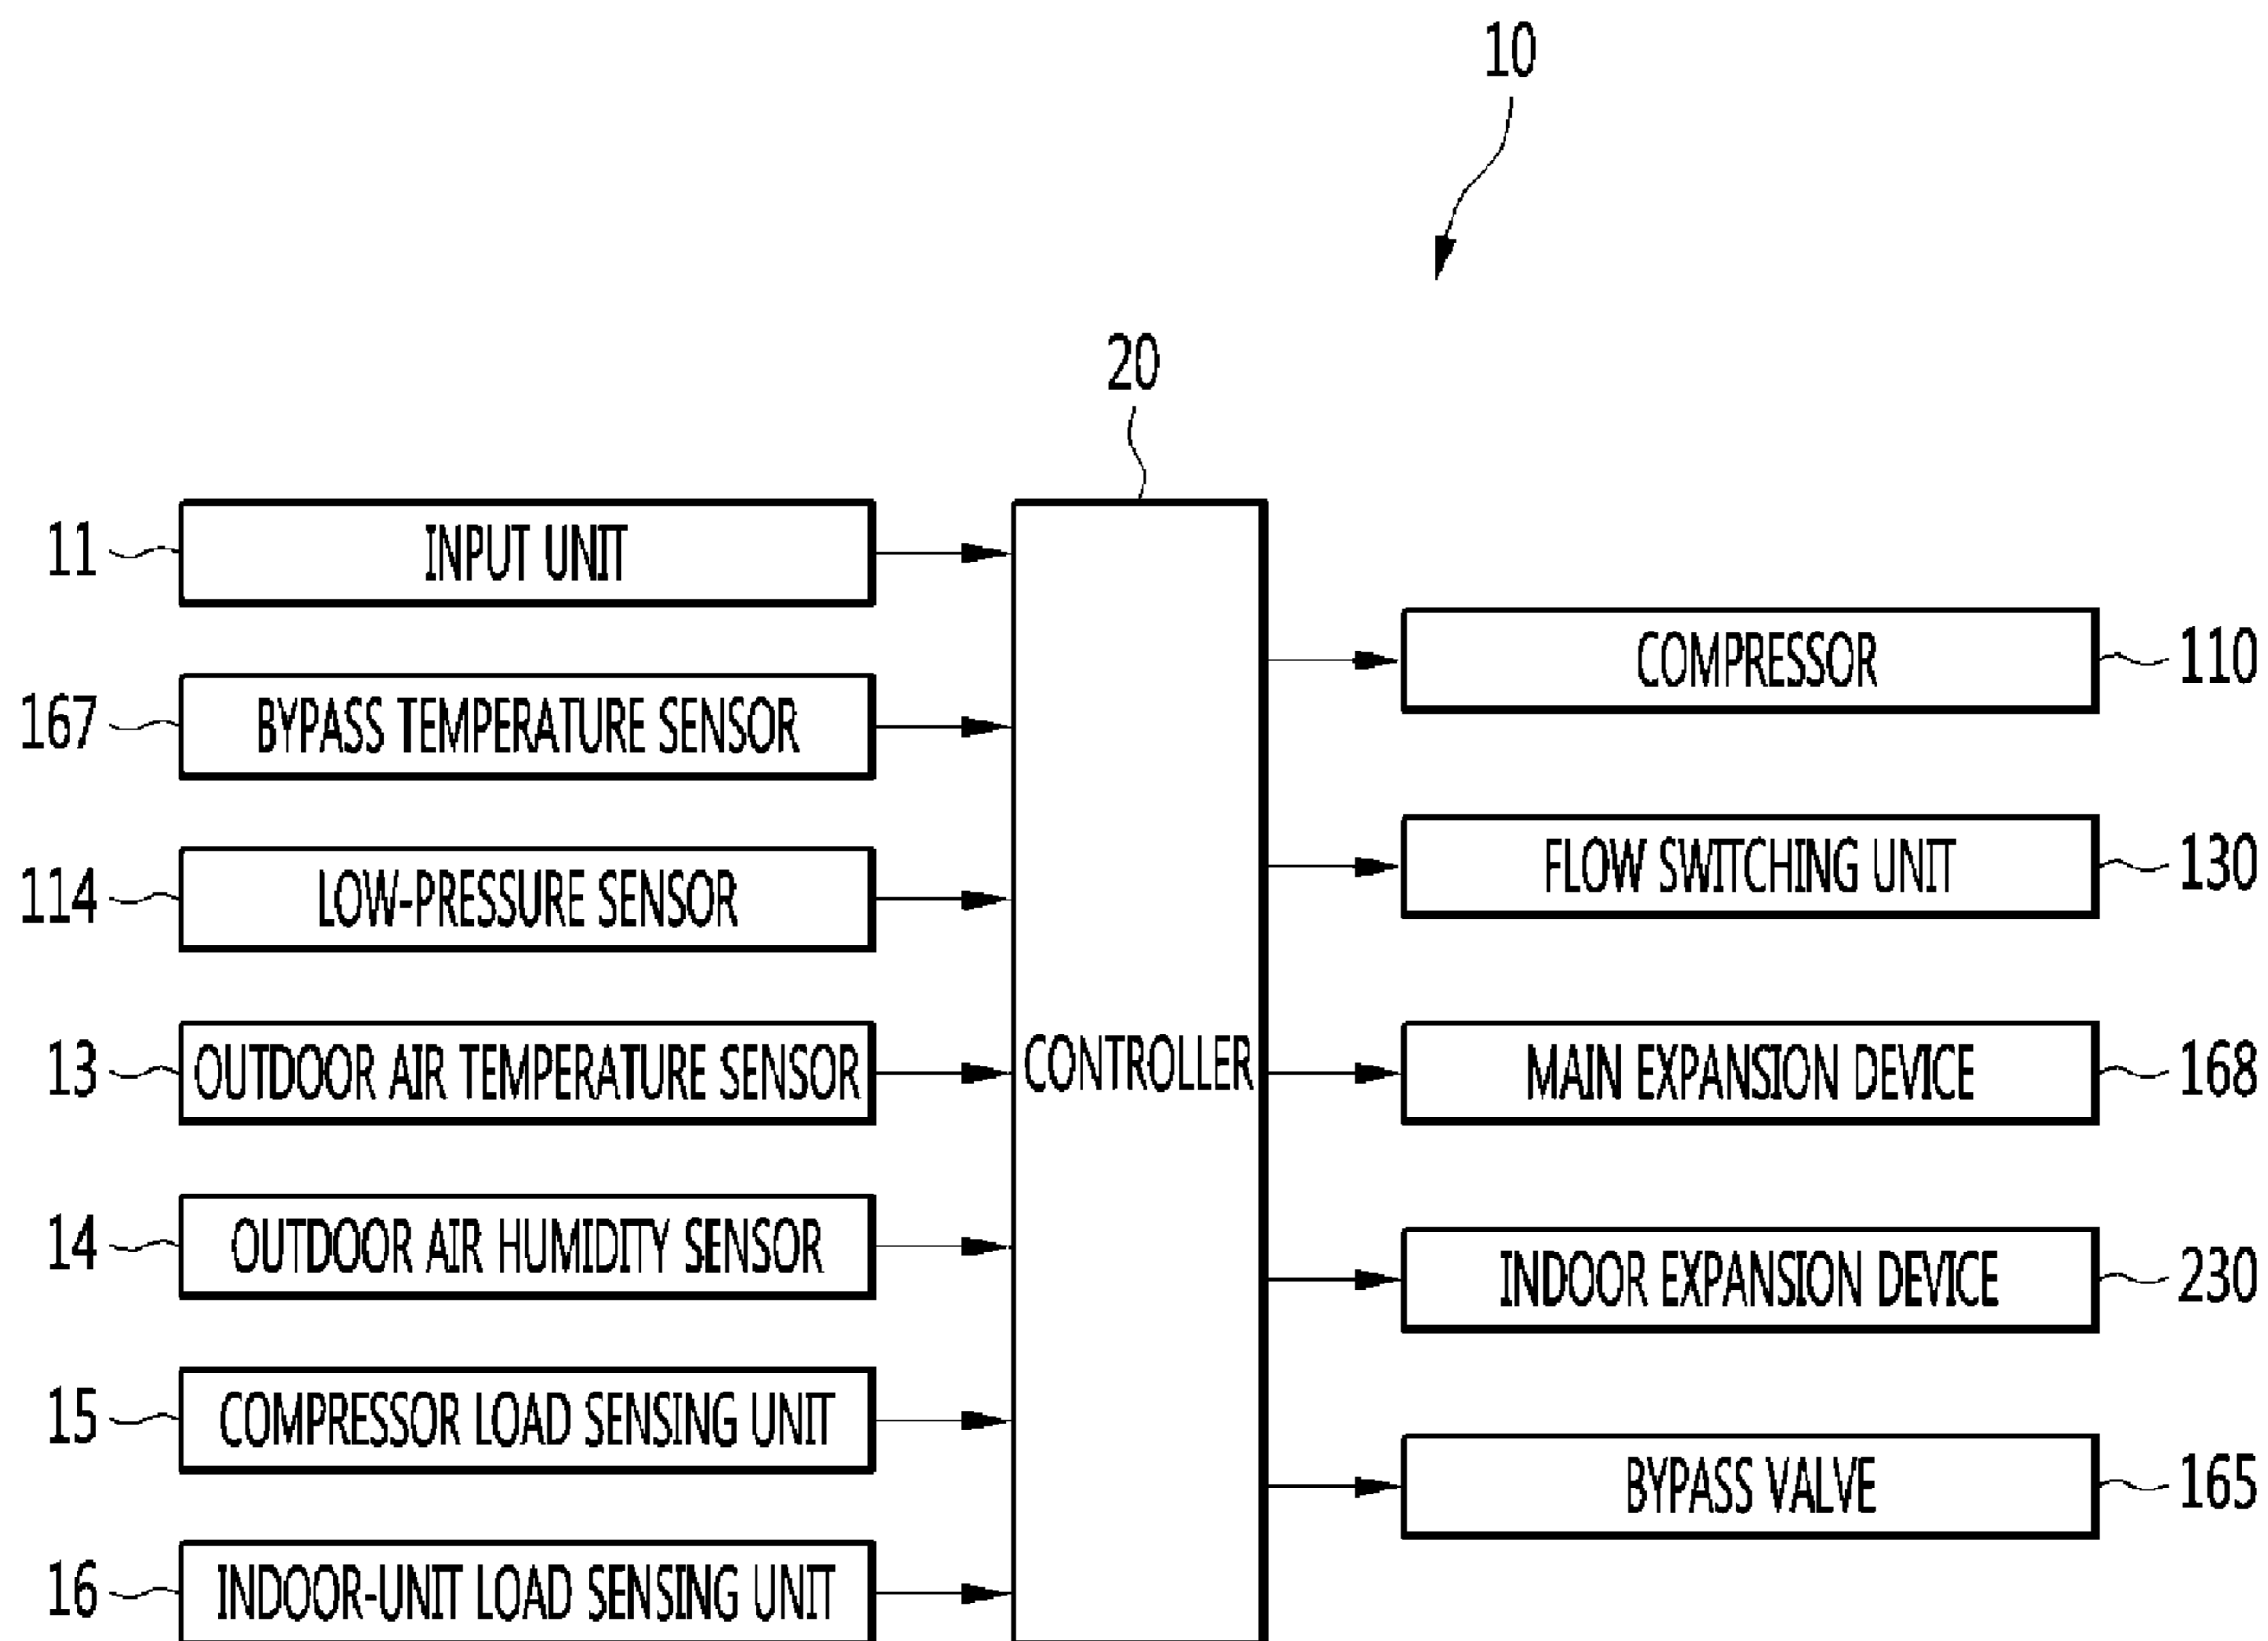 10
20
11 INPUT UNIT
167 BYPASS TEMPERATURE SENSOR
114 LOW-PRESSURE SENSOR
13 OUTDOOR AIR TEMPERATURE SENSOR
14 OUTDOOR AIR HUMIDITY SENSOR
15 COMPRESSOR LOAD SENSING UNIT
16 INDOOR-UNIT LOAD SENSING UNIT
CONTROLLER
COMPRESSOR 110
FLOW SWITCHING UNIT 130
MAIN EXPANSION DEVICE 168
INDOOR EXPANSION DEVICE 230
BYPASS VALVE 165